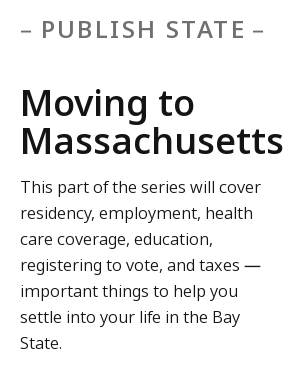 – PUBLISH STATE –
Moving to
Massachusetts
This part of the series will cover
residency, employment, health
care coverage, education,
registering to vote, and taxes —
important things to help you
settle into your life in the Bay
State.